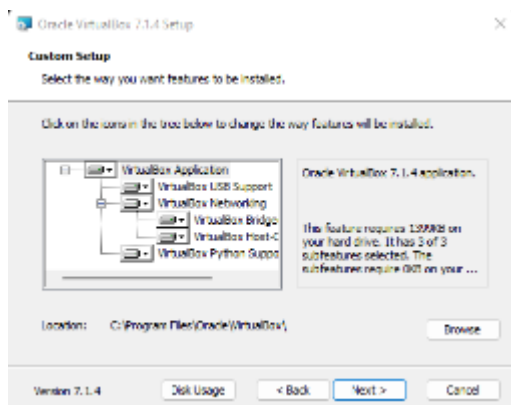 Oracle VirtualBox 7.1.4 Setup
Custom Setup
Select the way you want features to be installed.
Click on the icons in the tree below to change the way features will be installed.
VirtualBox Application
VirtualBox USB Support
VirtualBox Networking
VirtualBox Bridge
VirtualBox Host-O
VirtualBox Python Suppo
Oracle VirtualBox 7.1.4 application.
This feature requires KB on
your hard drive. It has 3 of 3
subfeatures selected. The
subfeatures require 0KB on your ...
Location: C:\Program Files\Oracle\VirtualBox\
Browse
Version 7.1.4
Disk Usage
< Back
Next >
Cancel